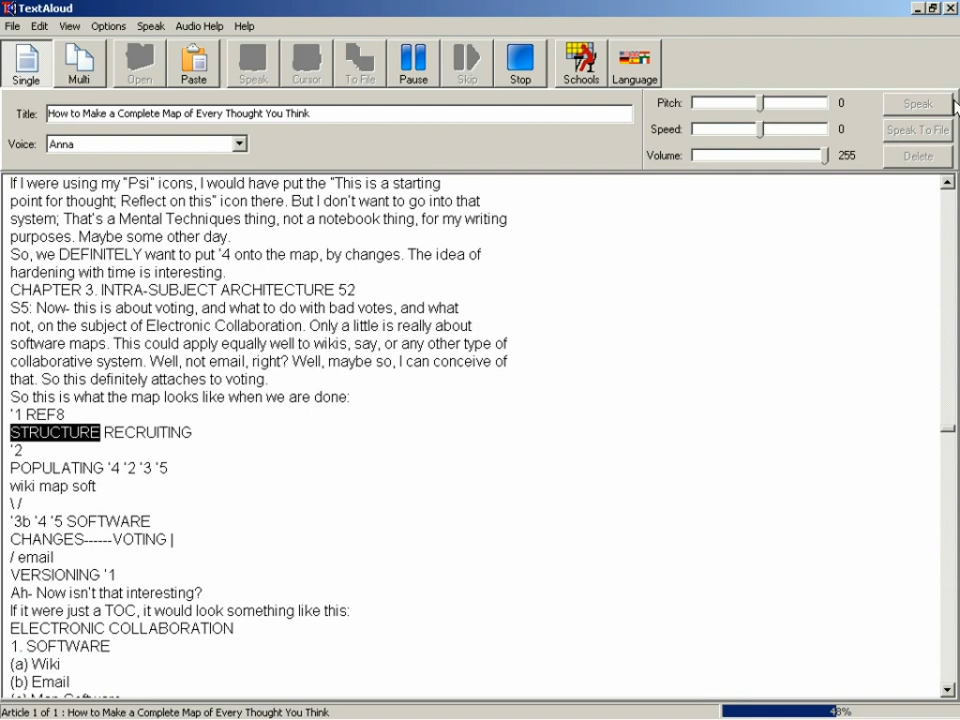 TextAloud
File Edit View Options Speak Audio Help Help
Single Multi Open Paste Speak Cursor To File Pause Skip Stop Schools Language
Title: How to Make a Complete Map of Every Thought You Think
Voice: Anna
Pitch: 0 Speak
Speed: 0 Speak To File
Volume: 255 Delete
If I were using my "Psi" icons, I would have put the "This is a starting
point for thought; Reflect on this" icon there. But I don't want to go into that
system; That's a Mental Techniques thing, not a notebook thing, for my writing
purposes. Maybe some other day.
So, we DEFINITELY want to put '4 onto the map, by changes. The idea of
hardening with time is interesting.
CHAPTER 3. INTRA-SUBJECT ARCHITECTURE 52
S5: Now- this is about voting, and what to do with bad votes, and what
not, on the subject of Electronic Collaboration. Only a little is really about
software maps. This could apply equally well to wikis, say, or any other type of
collaborative system. Well, not email, right? Well, maybe so, I can conceive of
that. So this definitely attaches to voting.
So this is what the map looks like when we are done:
'1 REF8
STRUCTURE RECRUITING
'2
POPULATING '4 '2 '3 '5
wiki map soft
\ /
'3b '4 '5 SOFTWARE
CHANGES------VOTING |
/ email
VERSIONING '1
Ah- Now isn't that interesting?
If it were just a TOC, it would look something like this:
ELECTRONIC COLLABORATION
1. SOFTWARE
(a) Wiki
(b) Email
Article 1 of 1 : How to Make a Complete Map of Every Thought You Think